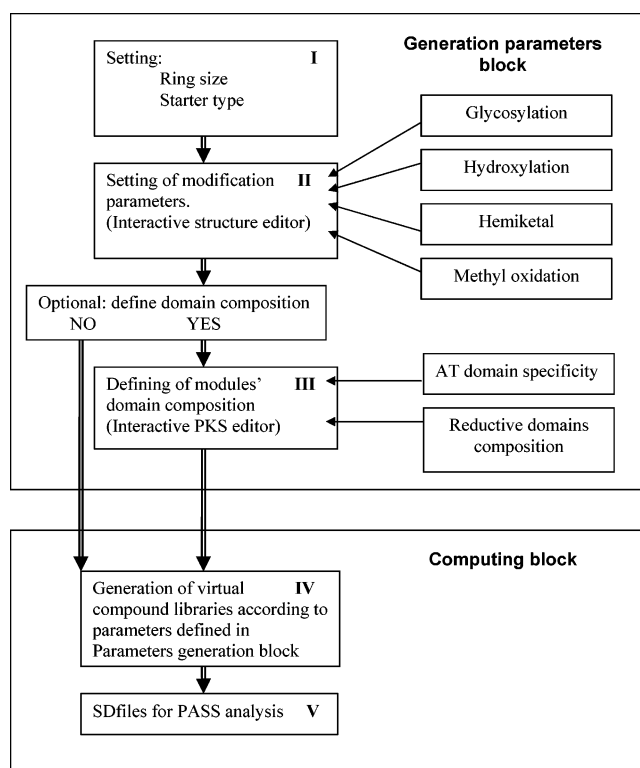 Generation parameters
block
Setting: I
Ring size
Starter type
Glycosylation
Setting of modification II
parameters.
(Interactive structure editor)
Hydroxylation
Hemiketal
Methyl oxidation
Optional: define domain composition
NO YES
Defining of modules' III
domain composition
(Interactive PKS editor)
AT domain specificity
Reductive domains
composition
Computing block
Generation of virtual IV
compound libraries according to
parameters defined in
Parameters generation block
SDfiles for PASS analysis V